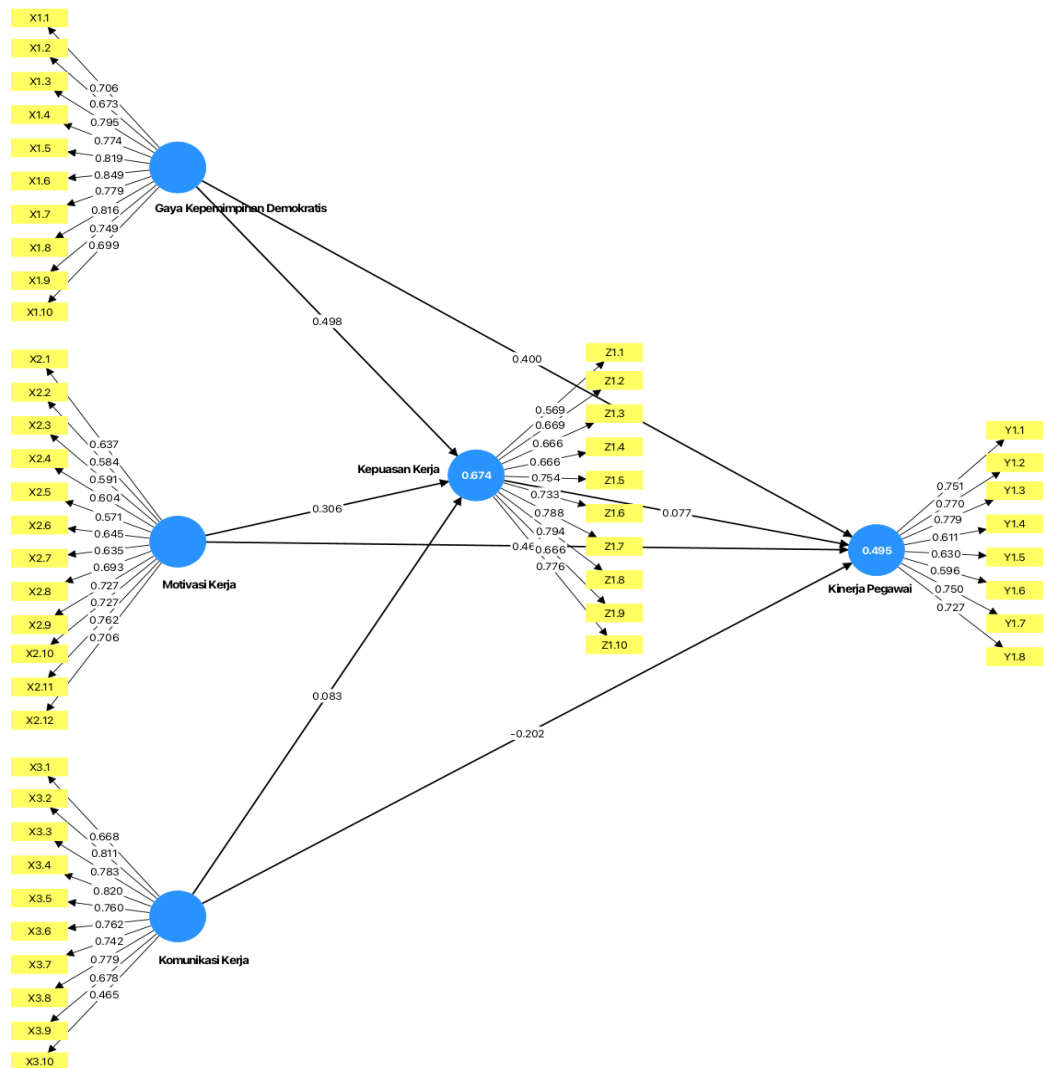 X1.1
X1.2
X1.3
X1.4
X1.5
X1.6
X1.7
X1.8
X1.9
X1.10
0.706
0.673
0.795
0.774
0.819
0.849
0.779
0.816
0.749
0.699
Gaya Kepemimpinan Demokratis
0.498
0.400
X2.1
X2.2
X2.3
X2.4
X2.5
X2.6
X2.7
X2.8
X2.9
X2.10
X2.11
X2.12
0.637
0.584
0.591
0.604
0.571
0.645
0.635
0.693
0.727
0.727
0.762
0.706
Motivasi Kerja
0.306
Kepuasan Kerja
0.674
Z1.1
Z1.2
Z1.3
Z1.4
Z1.5
Z1.6
Z1.7
Z1.8
Z1.9
Z1.10
0.569
0.669
0.666
0.666
0.754
0.733
0.788
0.794
0.666
0.776
0.077
0.495
Kinerja Pegawai
Y1.1
Y1.2
Y1.3
Y1.4
Y1.5
Y1.6
Y1.7
Y1.8
0.751
0.770
0.779
0.611
0.630
0.596
0.750
0.727
0.083
-0.202
X3.1
X3.2
X3.3
X3.4
X3.5
X3.6
X3.7
X3.8
X3.9
X3.10
0.668
0.811
0.783
0.820
0.760
0.762
0.742
0.779
0.678
0.465
Komunikasi Kerja